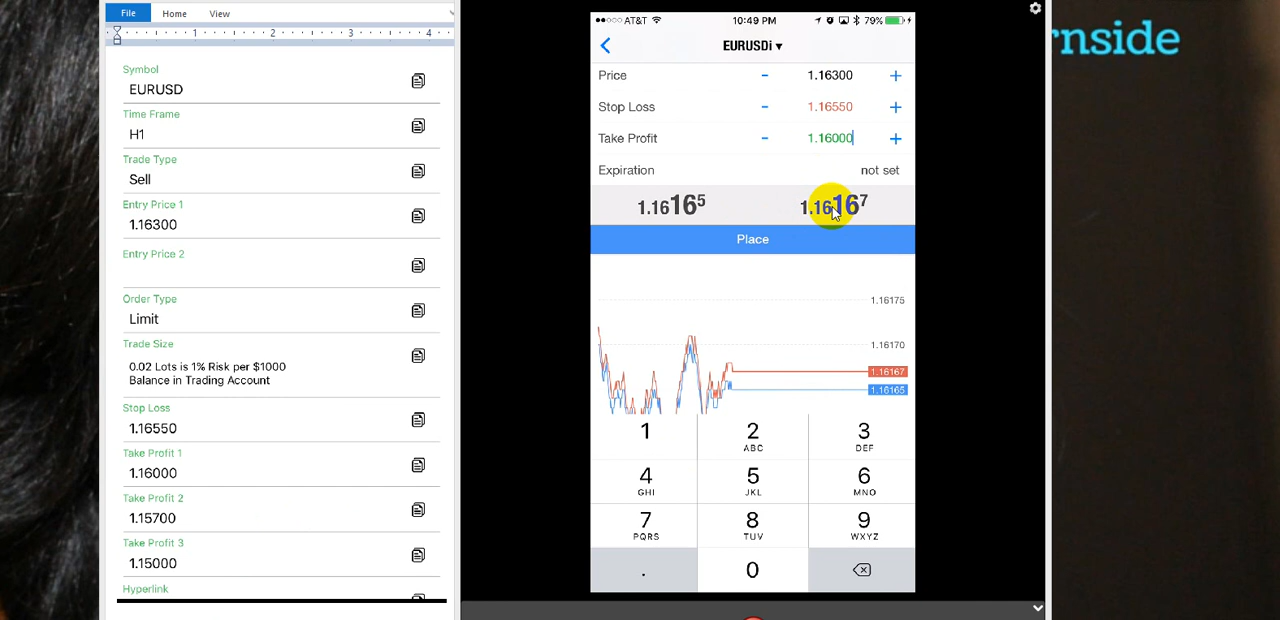 File Home View
1 2 3 4
Symbol
EURUSD
Time Frame
H1
Trade Type
Sell
Entry Price 1
1.16300
Entry Price 2
Order Type
Limit
Trade Size
0.02 Lots is 1% Risk per $1000
Balance in Trading Account
Stop Loss
1.16550
Take Profit 1
1.16000
Take Profit 2
1.15700
Take Profit 3
1.15000
Hyperlink
AT&T 10:49 PM 79%
EURUSDi
Price - 1.16300 +
Stop Loss - 1.16550 +
Take Profit - 1.16000 +
Expiration not set
1.16165 1.16167
Place
1.16175
1.16170
1.16167
1.16165
1 2 3
ABC DEF
4 5 6
GHI JKL MNO
7 8 9
PQRS TUV WXYZ
. 0
rnside